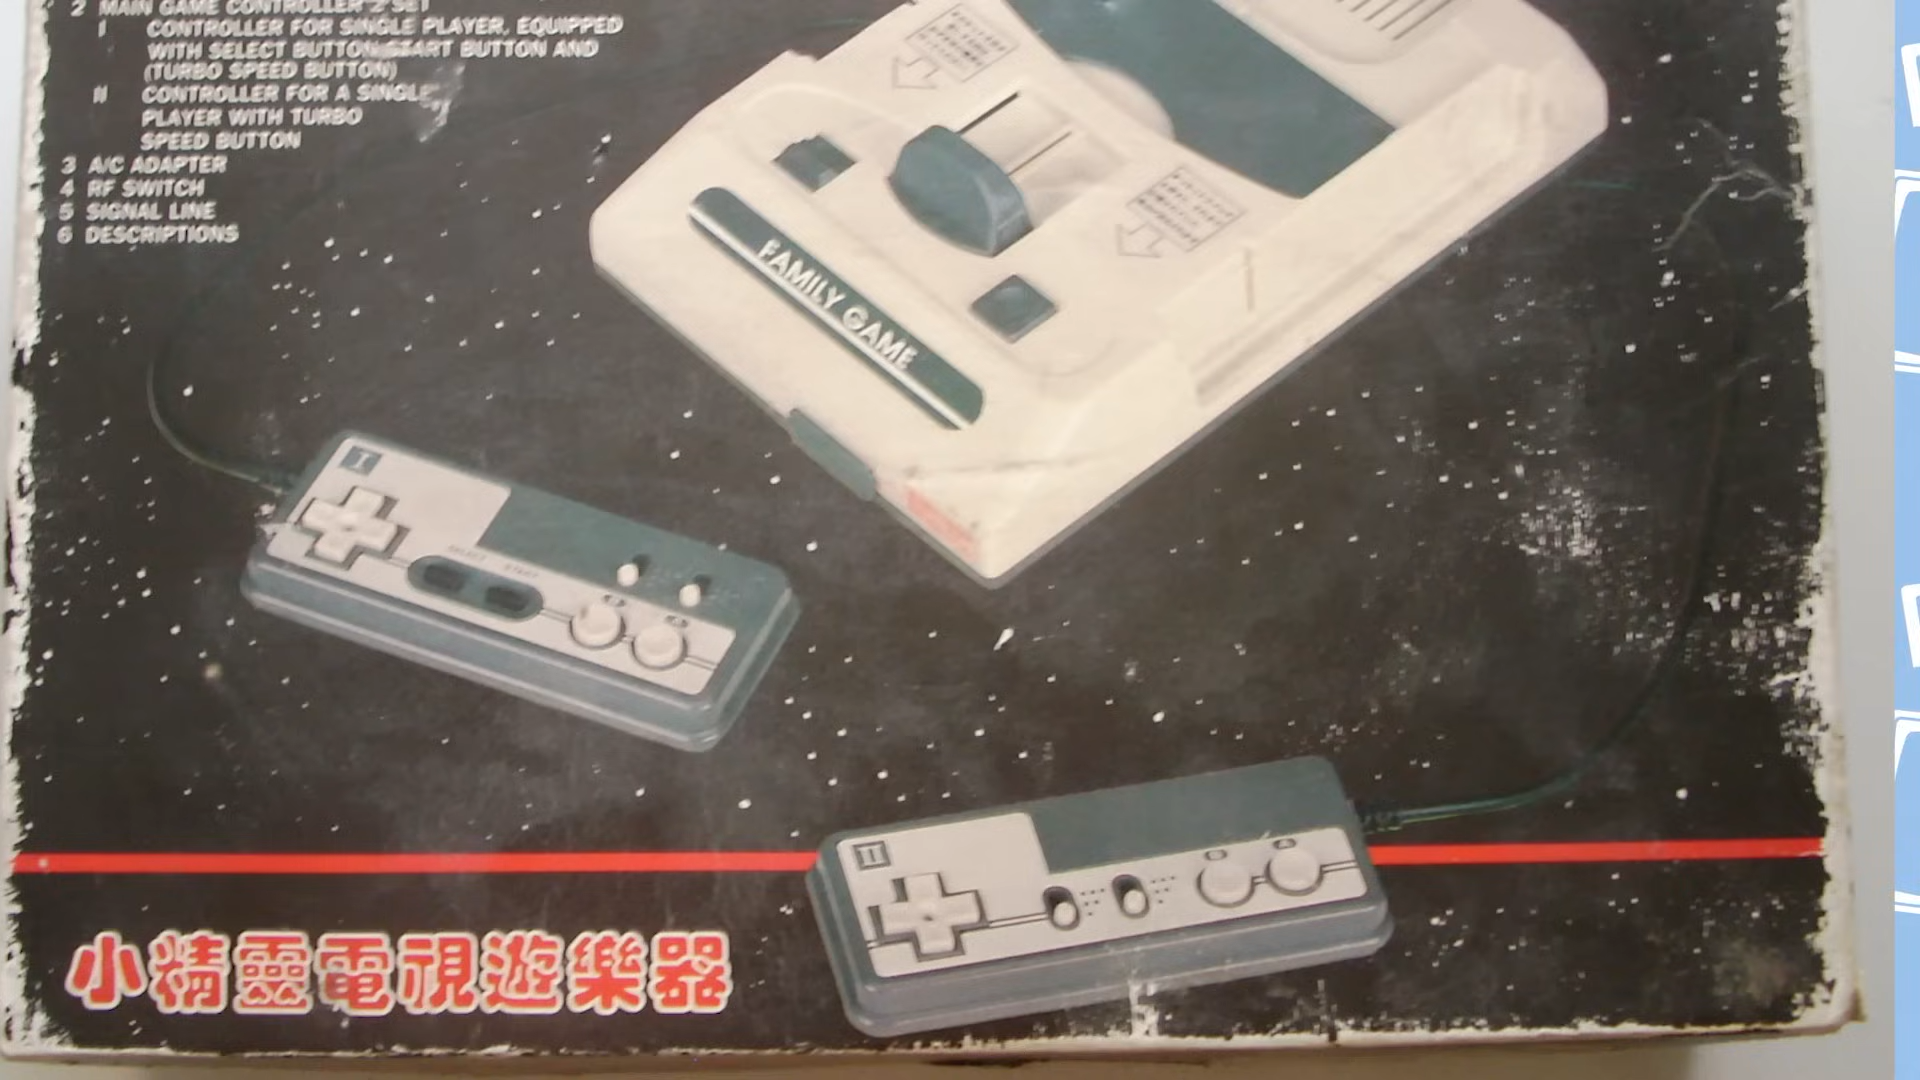 2 MAIN GAME CONTROLLER 2 SET
I CONTROLLER FOR SINGLE PLAYER, EQUIPPED
WITH SELECT BUTTON START BUTTON AND
(TURBO SPEED BUTTON)
II CONTROLLER FOR A SINGLE
PLAYER WITH TURBO
SPEED BUTTON
3 A/C ADAPTER
4 RF SWITCH
5 SIGNAL LINE
6 DESCRIPTIONS
FAMILY GAME
I
SELECT START
II
小精靈電視遊樂器